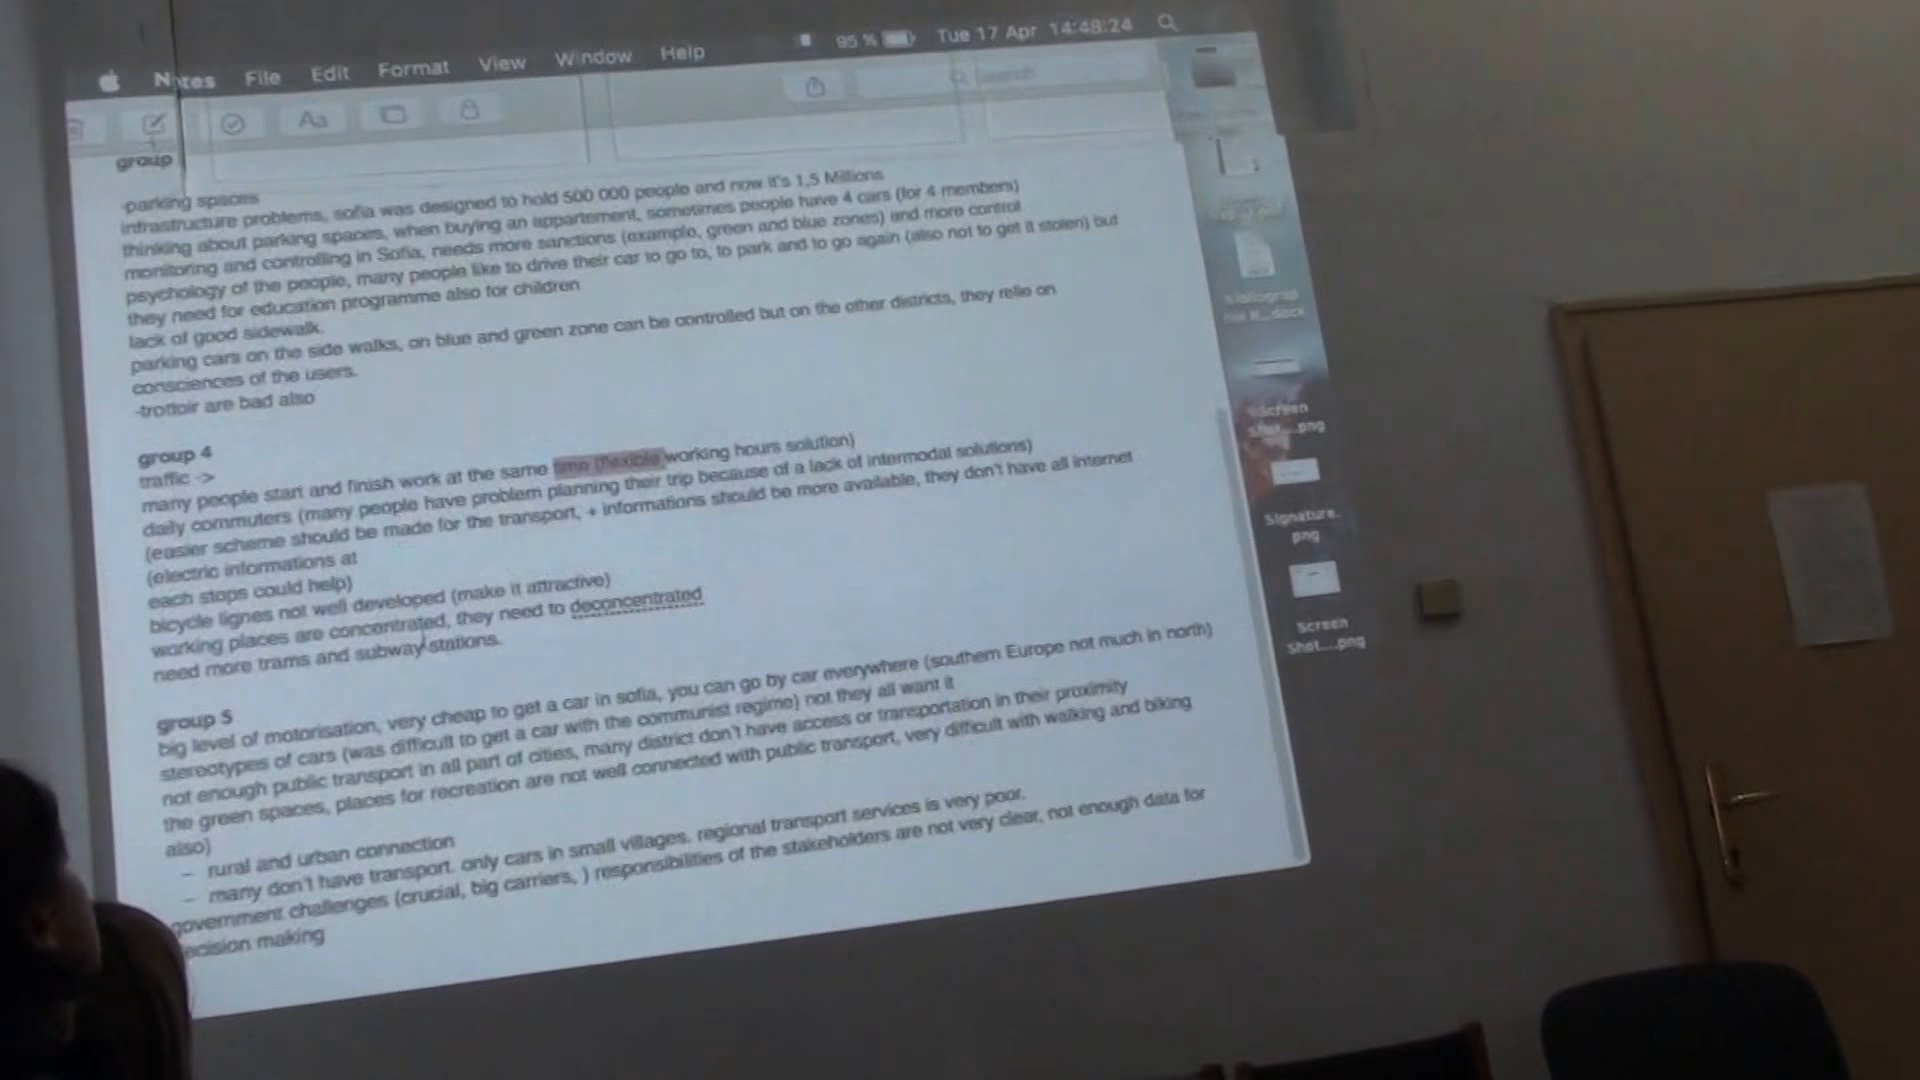 Notes File Edit Format View Window Help 95 % Tue 17 Apr 14:48:24
Aa Search
group
-parking spaces
infrastructure problems, sofia was designed to hold 500 000 people and now it's 1,5 Millions
thinking about parking spaces, when buying an appartement, sometimes people have 4 cars (for 4 members)
monitoring and controlling in Sofia, needs more sanctions (example, green and blue zones) and more control
psychology of the people, many people like to drive their car to go to, to park and to go again (also not to get it stolen) but
they need for education programme also for children
lack of good sidewalk.
parking cars on the side walks, on blue and green zone can be controlled but on the other districts, they relie on
consciences of the users.
-trottoir are bad also
group 4
traffic ->
many people start and finish work at the same time (flexible working hours solution)
daily commuters (many people have problem planning their trip because of a lack of intermodal solutions)
(easier scheme should be made for the transport, + informations should be more available, they don't have all internet
(electric informations at
each stops could help)
bicycle lignes not well developed (make it attractive)
working places are concentrated, they need to deconcentrated
need more trams and subway stations.
group 5
big level of motorisation, very cheap to get a car in sofia, you can go by car everywhere (southern Europe not much in north)
stereotypes of cars (was difficult to get a car with the communist regime) not they all want it
not enough public transport in all part of cities, many district don't have access or transportation in their proximity
the green spaces, places for recreation are not well connected with public transport, very difficult with walking and biking
also)
– rural and urban connection
– many don't have transport. only cars in small villages. regional transport services is very poor.
government challenges (crucial, big carriers, ) responsibilities of the stakeholders are not very clear, not enough data for
ecision making
Screen
Shot....png
Signature.
png
Screen
Shot....png